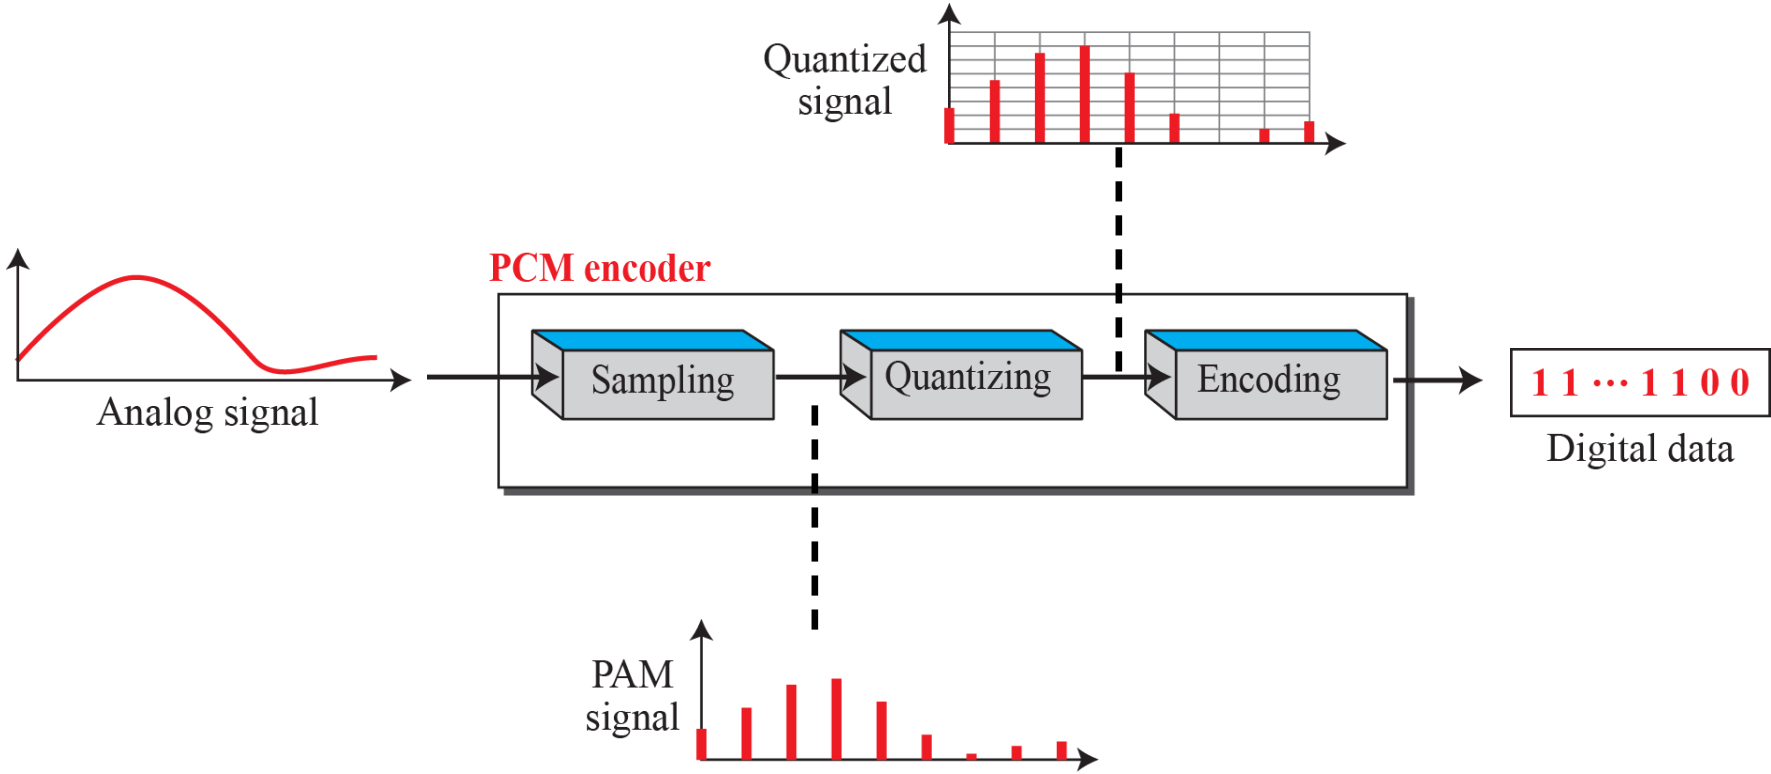 Quantized
signal
PCM encoder
Sampling
Quantizing
Encoding
Analog signal
1 1 ··· 1 1 0 0
Digital data
PAM
signal